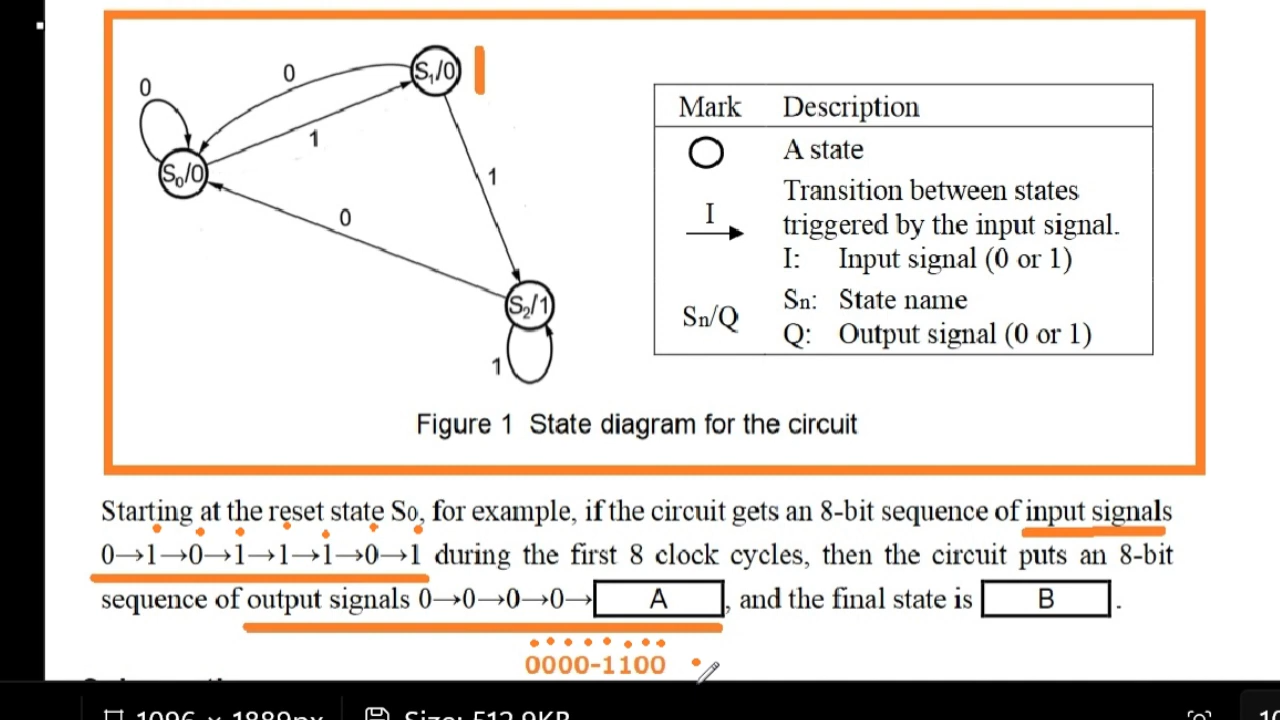 0
0
1
S₁/0
S₀/0
1
0
S₂/1
1
Mark Description
A state
Transition between states
I triggered by the input signal.
I: Input signal (0 or 1)
Sn/Q Sn: State name
Q: Output signal (0 or 1)
Figure 1 State diagram for the circuit
Starting at the reset state S0, for example, if the circuit gets an 8-bit sequence of input signals
0→1→0→1→1→1→0→1 during the first 8 clock cycles, then the circuit puts an 8-bit
sequence of output signals 0→0→0→0→ A , and the final state is B .
0000-1100